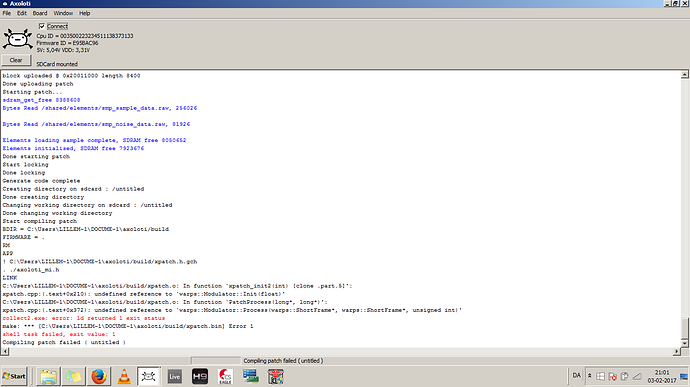 Axoloti
File Edit Board Window Help
Connect
Cpu ID = 003500223234511138373133
Firmware ID = E95BAC96
5V: 5,04V VDD: 3,31V
Clear
SDCard mounted
block uploaded @ 0x20011000 length 8400
Done uploading patch
Starting patch...
sdram_get_free 8388608
Bytes Read /shared/elements/smp_sample_data.raw, 256026
Bytes Read /shared/elements/smp_noise_data.raw, 81926
Elements loading sample complete, SDRAM free 8050652
Elements initialised, SDRAM free 7923676
Done starting patch
Start locking
Done locking
Generate code complete
Creating directory on sdcard : /untitled
Done creating directory
Changing working directory on sdcard : /untitled
Done changing working directory
Start compiling patch
BDIR = C:\Users\LILLEM~1\DOCUME~1\axoloti/build
FIRMWARE = .
RM
APP
! C:\Users\LILLEM~1\DOCUME~1\axoloti/build/xpatch.h.gch
. ./axoloti_mi.h
LINK
C:\Users\LILLEM~1\DOCUME~1\axoloti/build/xpatch.o: In function `xpatch_init2(int) [clone .part.5]':
xpatch.cpp:(.text+0x210): undefined reference to `warps::Modulator::Init(float)'
C:\Users\LILLEM~1\DOCUME~1\axoloti/build/xpatch.o: In function `PatchProcess(long*, long*)':
xpatch.cpp:(.text+0x372): undefined reference to `warps::Modulator::Process(warps::ShortFrame*, warps::ShortFrame*, unsigned int)'
collect2.exe: error: ld returned 1 exit status
make: *** [C:\Users\LILLEM~1\DOCUME~1\axoloti/build/xpatch.bin] Error 1
shell task failed, exit value: 1
Compiling patch failed ( untitled )
Compiling patch failed ( untitled )
Start
Live
H9
CS
EAGLE
DA
21:01
03-02-2017